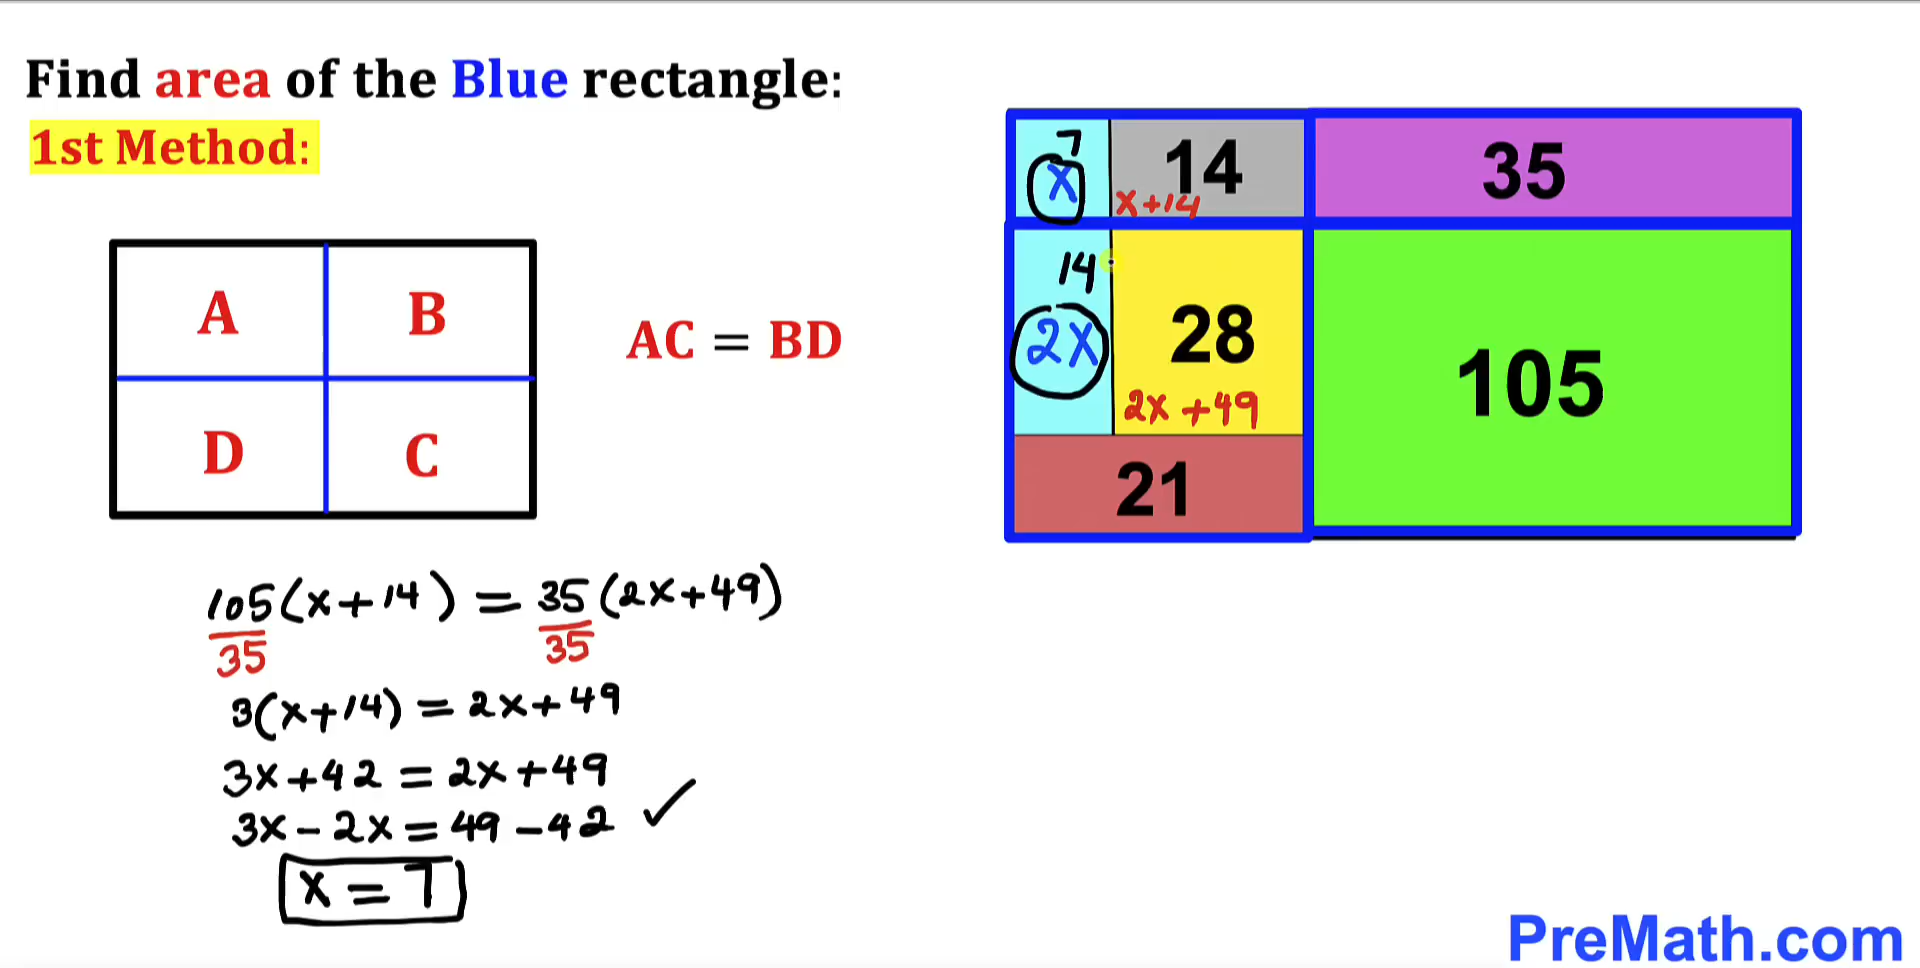 Find area of the Blue rectangle:
1st Method:
A B
D C
AC = BD
7
x
14
x+14
35
14
2x
28
2x+49
105
21
105(x+14) = 35(2x+49)
35 35
3(x+14) = 2x+49
3x+42 = 2x+49
3x-2x = 49-42
x = 7
PreMath.com